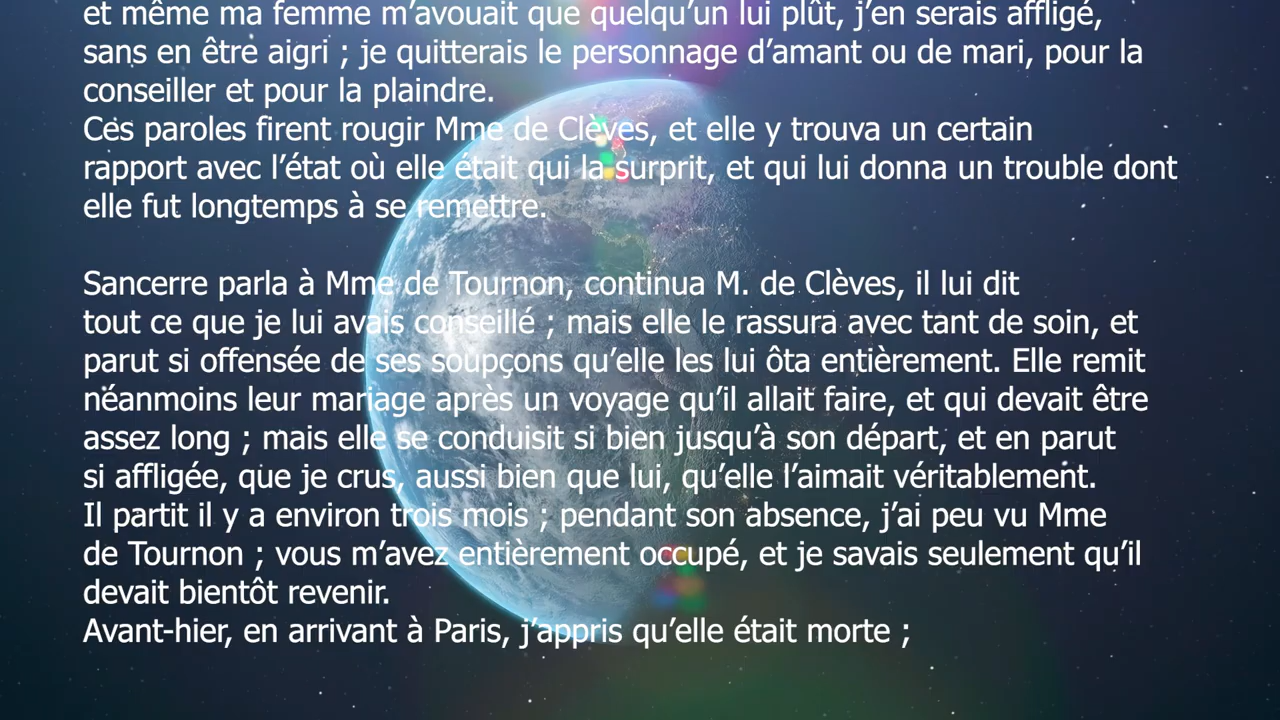 et même ma femme m’avouait que quelqu’un lui plût, j’en serais affligé,
sans en être aigri ; je quitterais le personnage d’amant ou de mari, pour la
conseiller et pour la plaindre.
Ces paroles firent rougir Mme de Clèves, et elle y trouva un certain
rapport avec l’état où elle était qui la surprit, et qui lui donna un trouble dont
elle fut longtemps à se remettre.
Sancerre parla à Mme de Tournon, continua M. de Clèves, il lui dit
tout ce que je lui avais conseillé ; mais elle le rassura avec tant de soin, et
parut si offensée de ses soupçons qu’elle les lui ôta entièrement. Elle remit
néanmoins leur mariage après un voyage qu’il allait faire, et qui devait être
assez long ; mais elle se conduisit si bien jusqu’à son départ, et en parut
si affligée, que je crus, aussi bien que lui, qu’elle l’aimait véritablement.
Il partit il y a environ trois mois ; pendant son absence, j’ai peu vu Mme
de Tournon ; vous m’avez entièrement occupé, et je savais seulement qu’il
devait bientôt revenir.
Avant-hier, en arrivant à Paris, j’appris qu’elle était morte ;